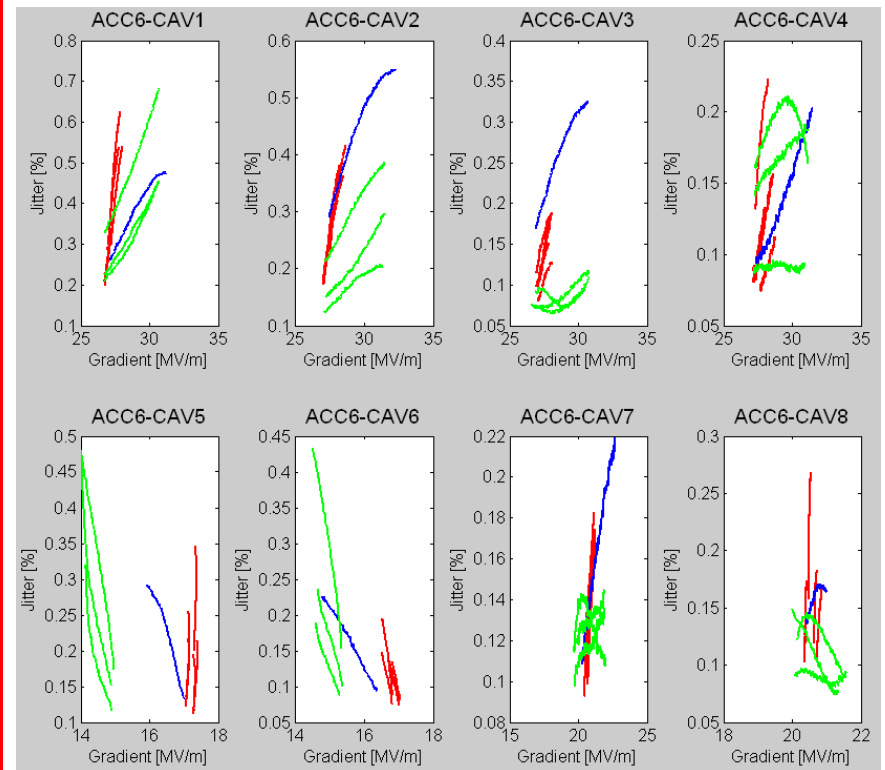 ACC6-CAV1 ACC6-CAV2 ACC6-CAV3 ACC6-CAV4
0.8 0.6 0.4
0.7
0.6
0.5
0.4
0.3
0.2
0.1
Jitter [%]
25 30 35
Gradient [MV/m]
0.5
0.4
0.3
0.2
0.1
Jitter [%]
25 30 35
Gradient [MV/m]
0.35
0.3
0.25
0.2
0.15
0.1
0.05
Jitter [%]
25 30 35
Gradient [MV/m]
0.25
0.2
0.15
0.1
0.05
Jitter [%]
25 30 35
Gradient [MV/m]
ACC6-CAV5 ACC6-CAV6 ACC6-CAV7 ACC6-CAV8
0.5
0.45
0.4
0.35
0.3
0.25
0.2
0.15
0.1
Jitter [%]
14 16 18
Gradient [MV/m]
0.45
0.4
0.35
0.3
0.25
0.2
0.15
0.1
0.05
Jitter [%]
14 16 18
Gradient [MV/m]
0.22
0.2
0.18
0.16
0.14
0.12
0.1
0.08
Jitter [%]
15 20 25
Gradient [MV/m]
0.3
0.25
0.2
0.15
0.1
0.05
Jitter [%]
18 20 22
Gradient [MV/m]